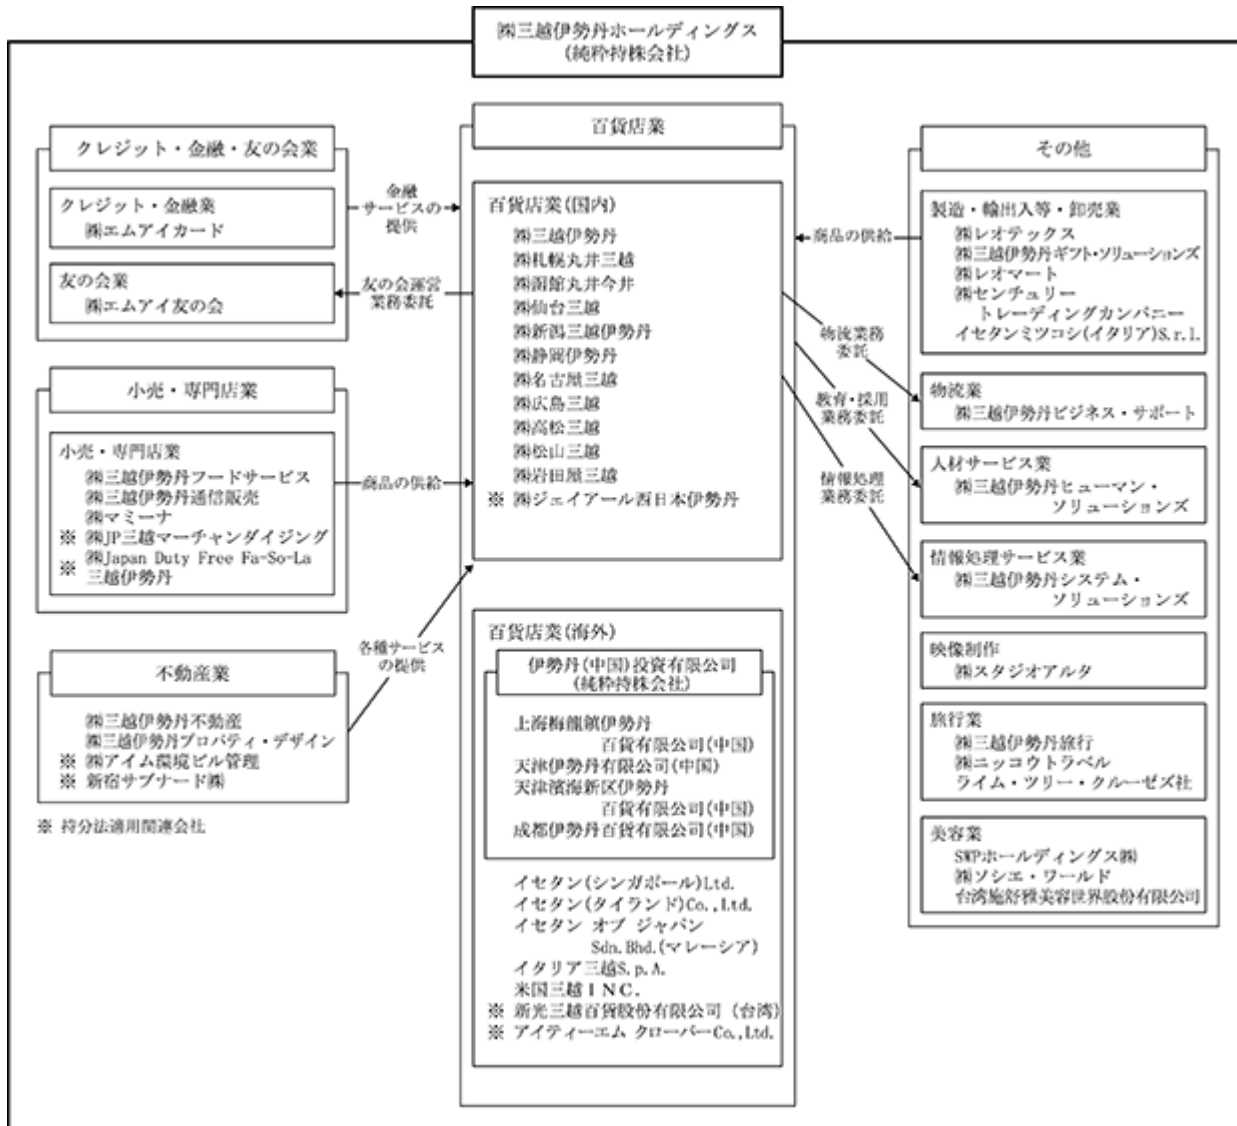 ㈱三越伊勢丹ホールディングス
(純粋持株会社)
クレジット・金融・友の会業
クレジット・金融業
㈱エムアイカード
友の会業
㈱エムアイ友の会
金融
サービスの
提供
友の会運営
業務委託
小売・専門店業
小売・専門店業
㈱三越伊勢丹フードサービス
㈱三越伊勢丹通信販売
㈱マミーナ
※ ㈱JP三越マーチャンダイジング
※ ㈱Japan Duty Free Fa-So-La
三越伊勢丹
商品の供給
不動産業
㈱三越伊勢丹不動産
㈱三越伊勢丹プロパティ・デザイン
※ ㈱アイム環境ビル管理
※ 新宿サブナード㈱
各種サービス
の提供
※ 持分法適用関連会社
百貨店業
百貨店業(国内)
㈱三越伊勢丹
㈱札幌丸井三越
㈱函館丸井今井
㈱仙台三越
㈱新潟三越伊勢丹
㈱静岡伊勢丹
㈱名古屋三越
㈱広島三越
㈱高松三越
㈱松山三越
㈱岩田屋三越
※ ㈱ジェイアール西日本伊勢丹
百貨店業(海外)
伊勢丹(中国)投資有限公司
(純粋持株会社)
上海梅龍鎮伊勢丹
百貨有限公司(中国)
天津伊勢丹有限公司(中国)
天津濱海新区伊勢丹
百貨有限公司(中国)
成都伊勢丹百貨有限公司(中国)
イセタン(シンガポール)Ltd.
イセタン(タイランド)Co.,Ltd.
イセタン オブ ジャパン
Sdn.Bhd.(マレーシア)
イタリア三越S.p.A.
米国三越ＩＮＣ.
※ 新光三越百貨股份有限公司 (台湾)
※ アイティーエム クローバーCo.,Ltd.
商品の供給
物流業務
委託
教育・採用
業務委託
情報処理
業務委託
その他
製造・輸出入等・卸売業
㈱レオテックス
㈱三越伊勢丹ギフト・ソリューションズ
㈱レオマート
㈱センチュリー
トレーディングカンパニー
イセタンミツコシ(イタリア)S.r.l.
物流業
㈱三越伊勢丹ビジネス・サポート
人材サービス業
㈱三越伊勢丹ヒューマン・
ソリューションズ
情報処理サービス業
㈱三越伊勢丹システム・
ソリューションズ
映像制作
㈱スタジオアルタ
旅行業
㈱三越伊勢丹旅行
㈱ニッコウトラベル
ライム・ツリー・クルーゼズ社
美容業
SWPホールディングス㈱
㈱ソシエ・ワールド
台湾施舒雅美容世界股份有限公司